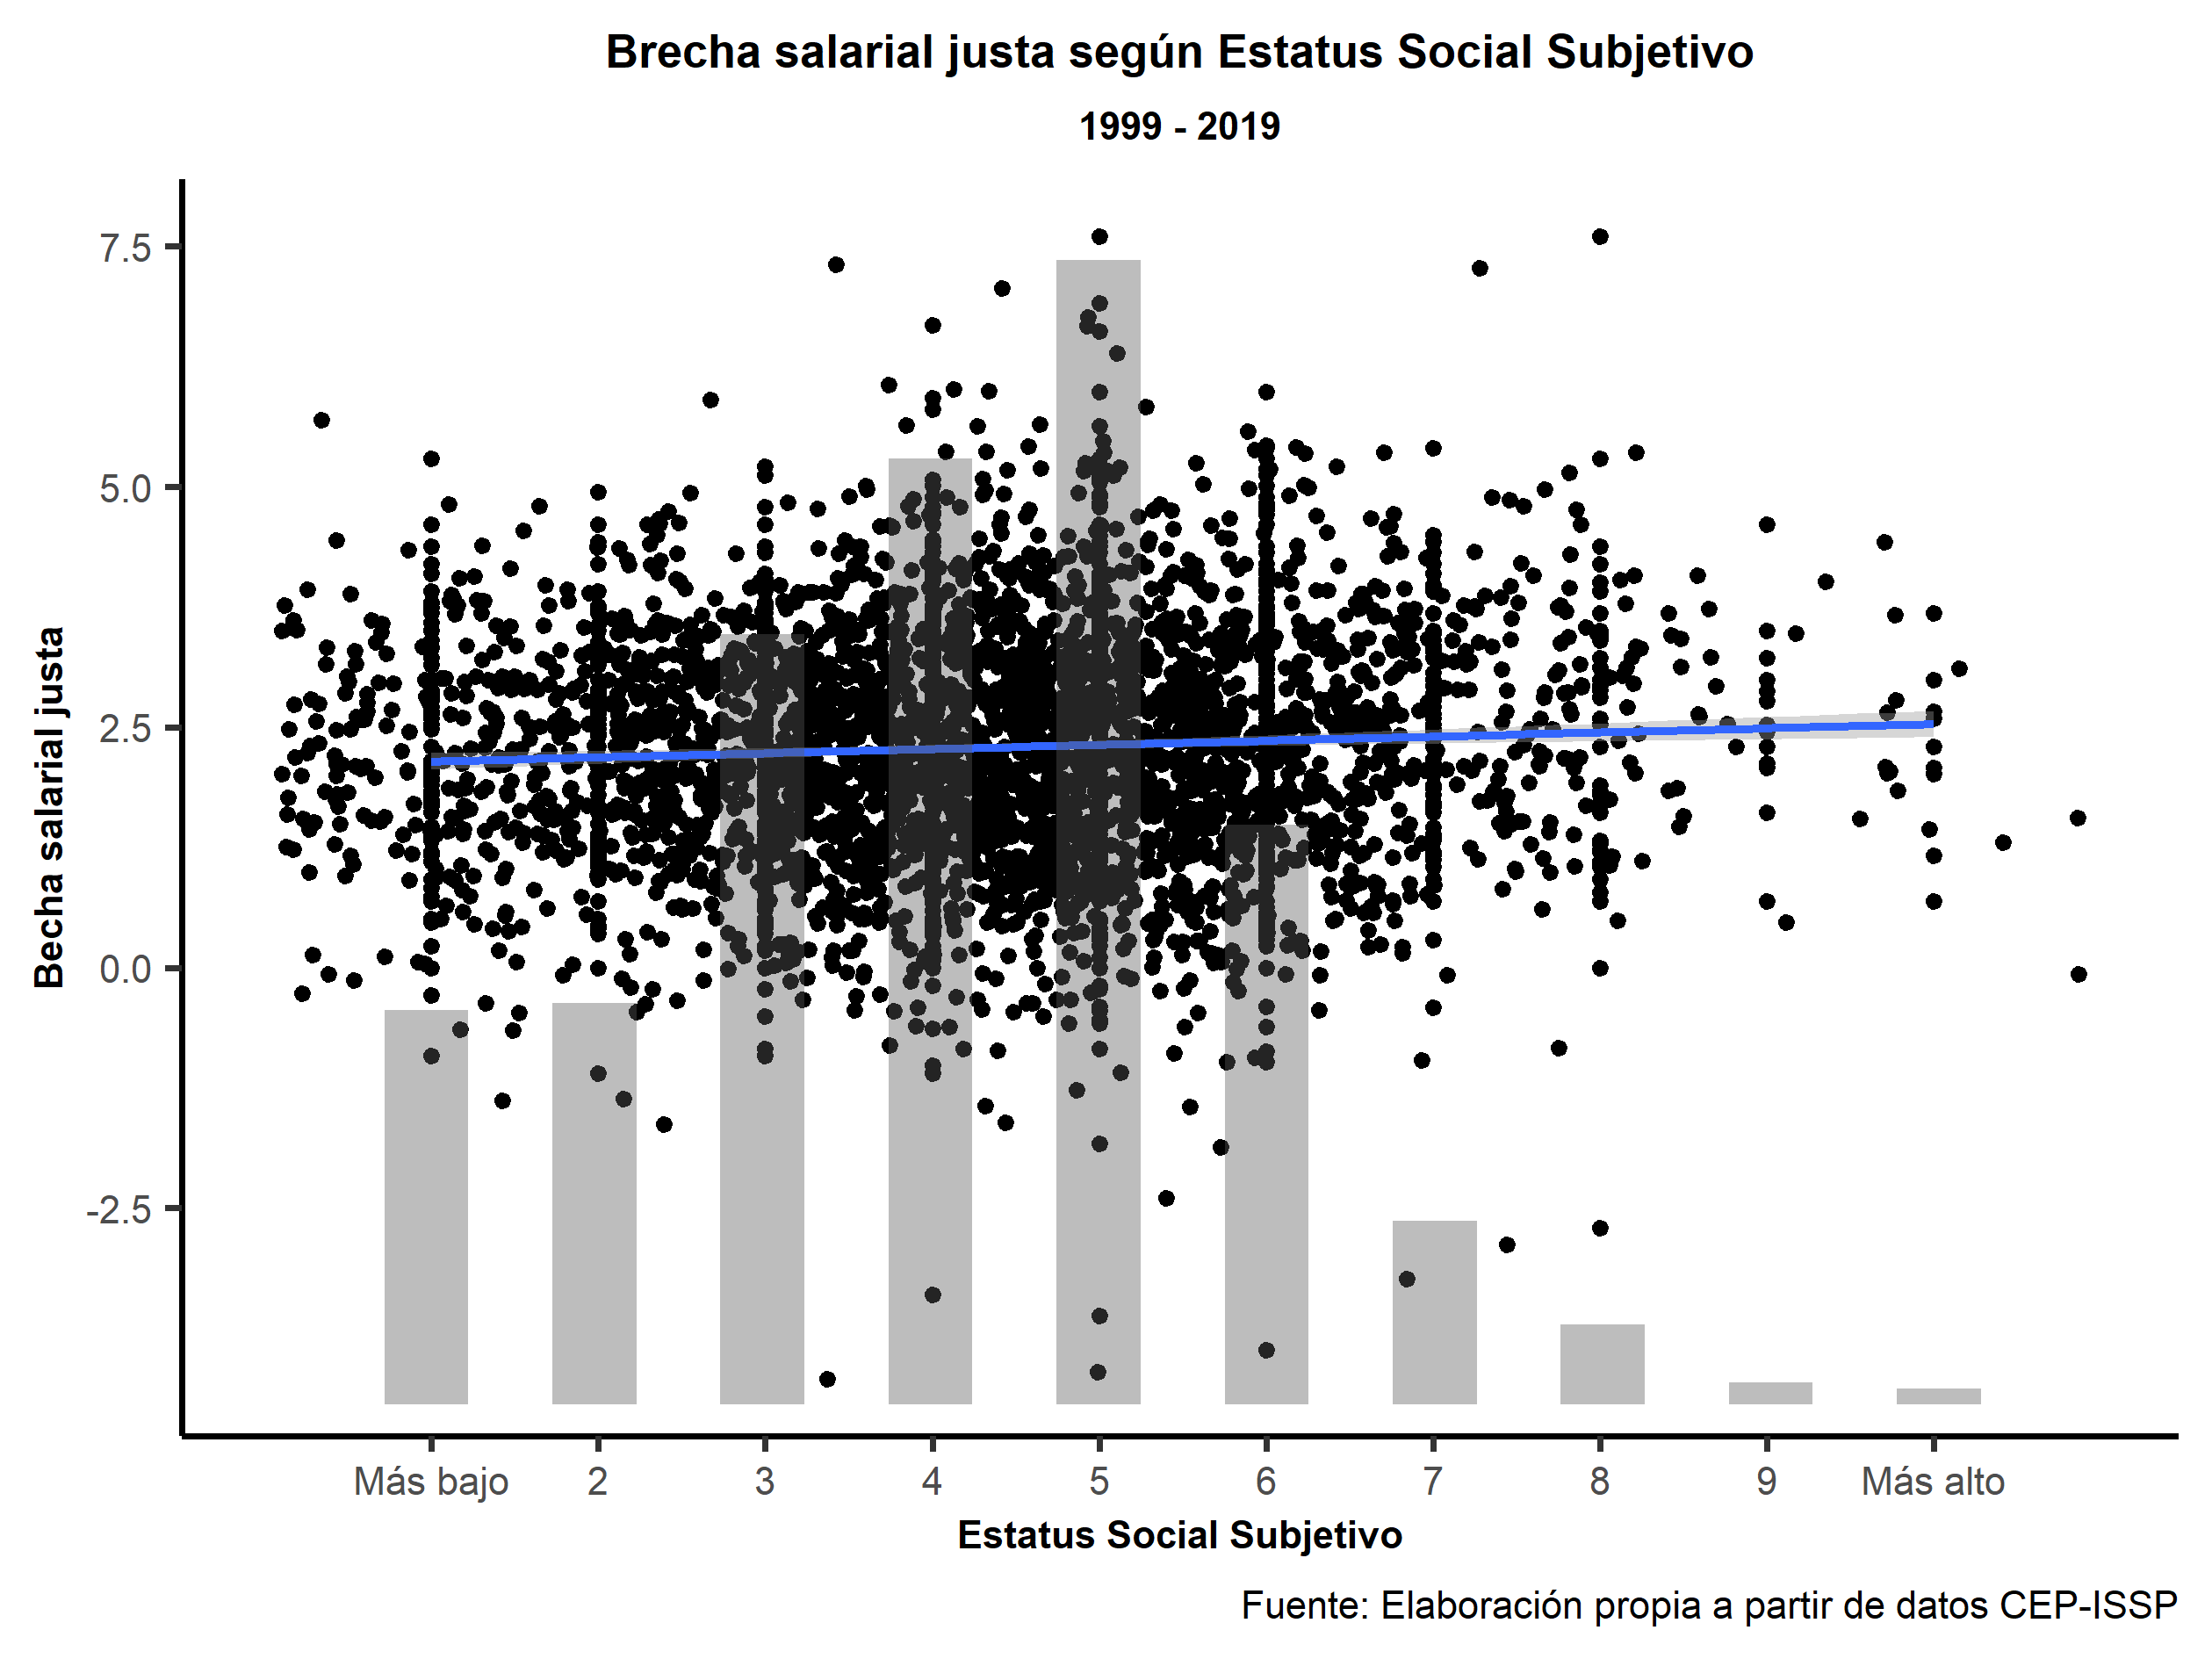 Brecha salarial justa según Estatus Social Subjetivo
1999 - 2019
7.5
5.0
2.5
0.0
-2.5
Becha salarial justa
Más bajo 2 3 4 5 6 7 8 9 Más alto
Estatus Social Subjetivo
Fuente: Elaboración propia a partir de datos CEP-ISSP